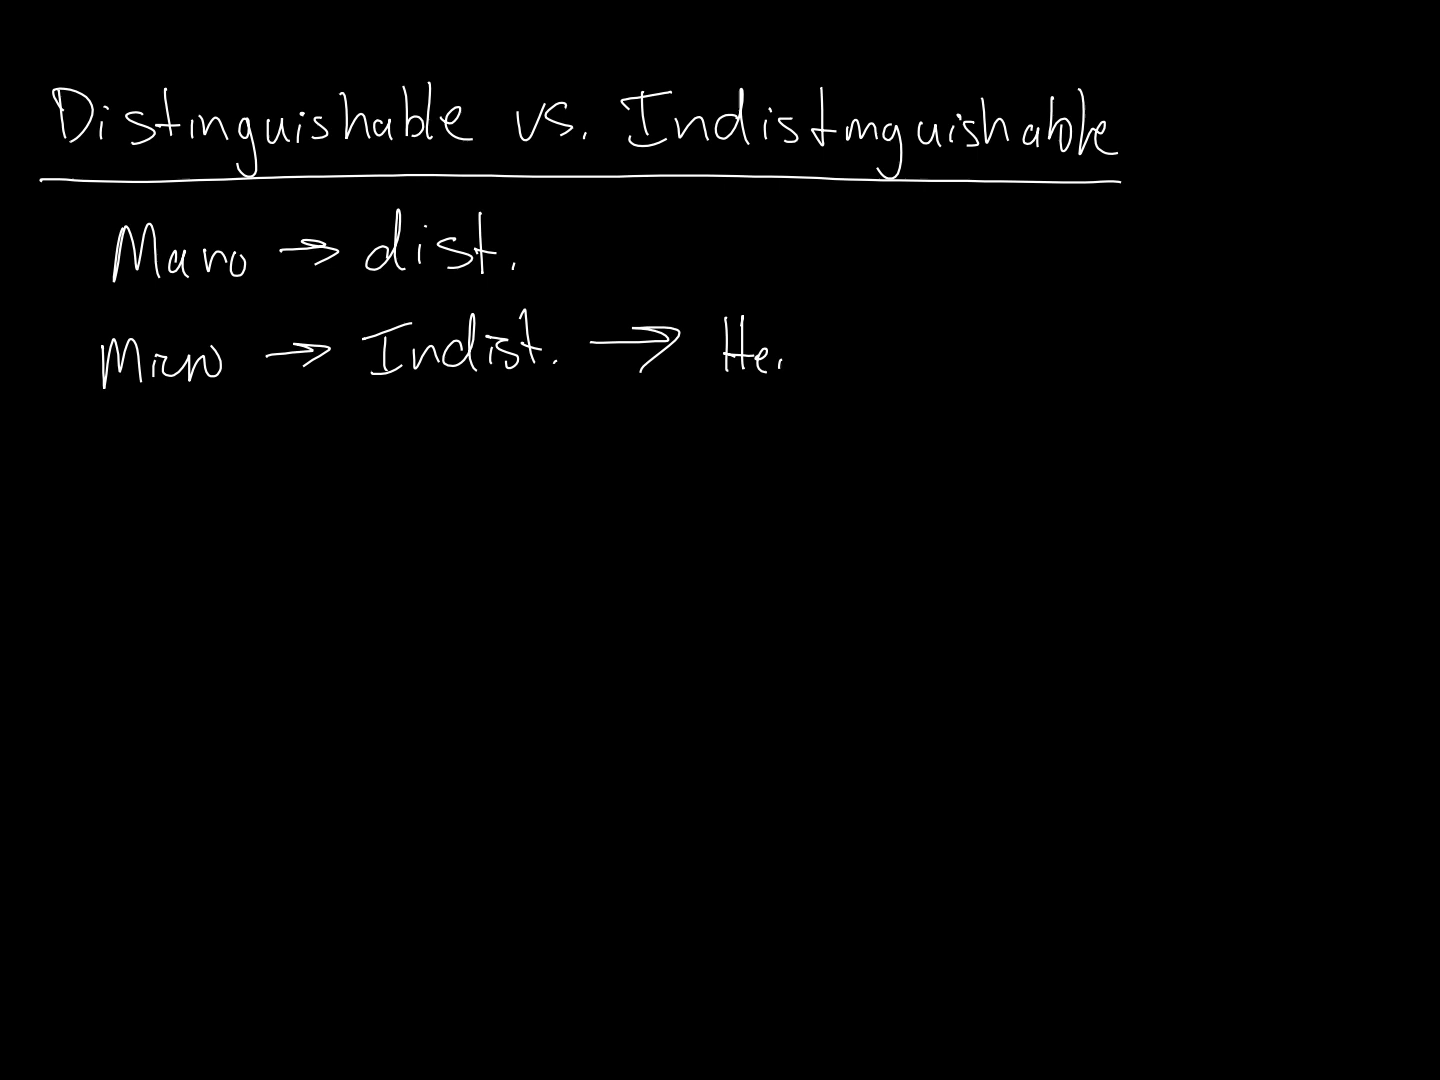 Distinguishable vs. Indistinguishable
Macro → dist.
Micro → Indist. → He.